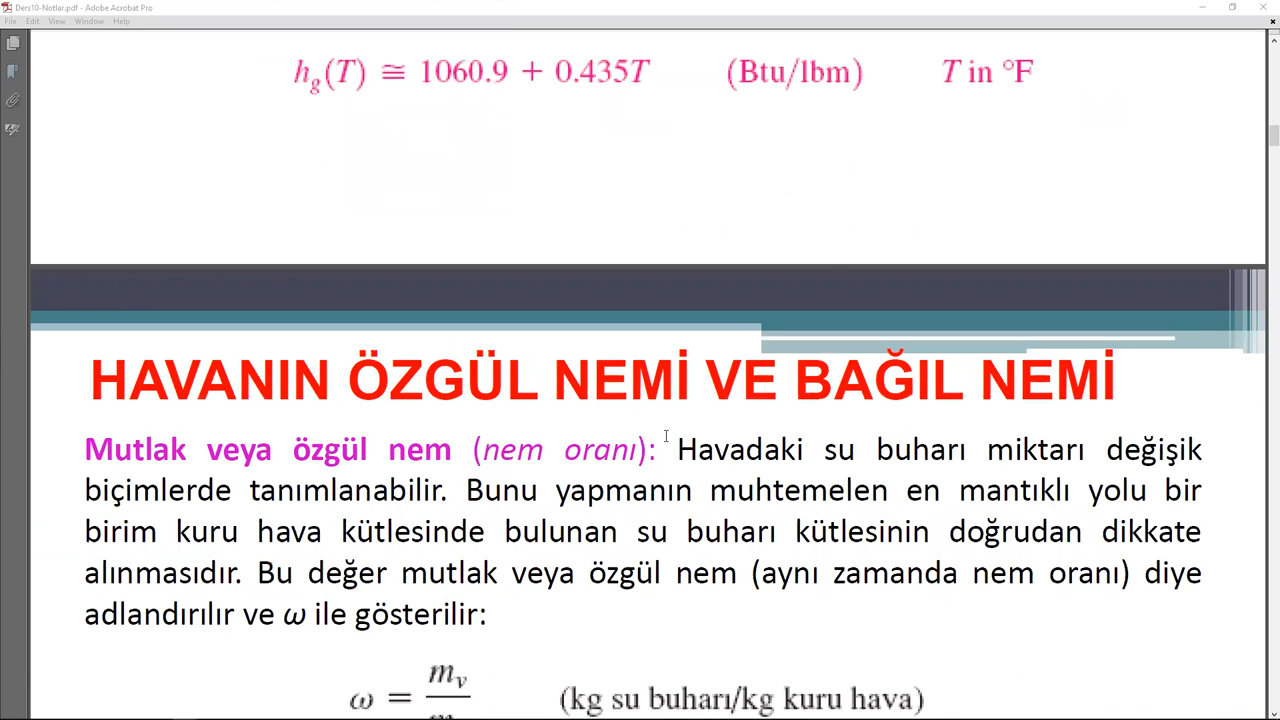 Ders10-Notlar.pdf - Adobe Acrobat Pro
File Edit View Window Help
h_g(T) ≅ 1060.9 + 0.435T (Btu/lbm) T in °F
HAVANIN ÖZGÜL NEMİ VE BAĞIL NEMİ
Mutlak veya özgül nem (nem oranı): Havadaki su buharı miktarı değişik
biçimlerde tanımlanabilir. Bunu yapmanın muhtemelen en mantıklı yolu bir
birim kuru hava kütlesinde bulunan su buharı kütlesinin doğrudan dikkate
alınmasıdır. Bu değer mutlak veya özgül nem (aynı zamanda nem oranı) diye
adlandırılır ve ω ile gösterilir:
ω = m_v (kg su buharı/kg kuru hava)